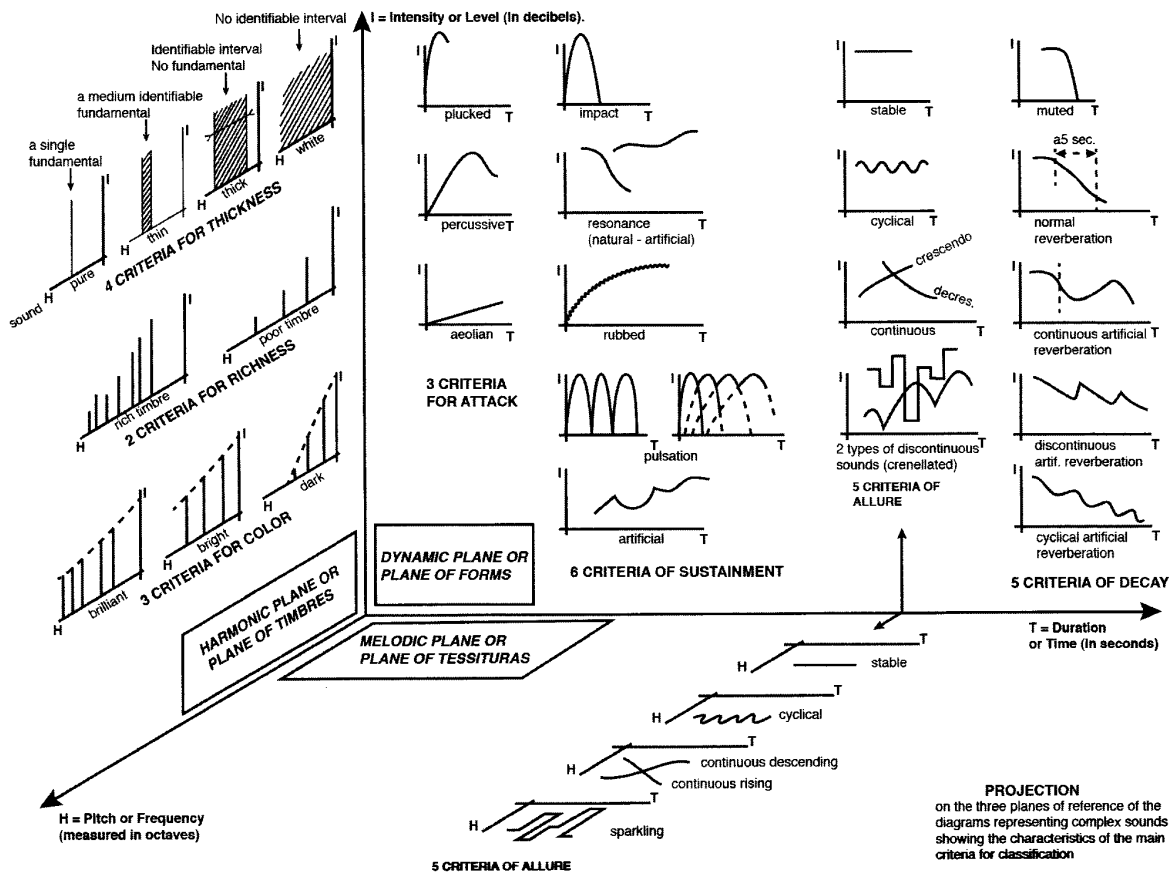 No identifiable interval
I = Intensity or Level (in decibels).
Identifiable interval
No fundamental
a medium identifiable
fundamental
a single
fundamental
I
H
white
I
H
thick
I
H
thin
I
H
pure
sound
4 CRITERIA FOR THICKNESS
I
H
rich timbre
I
H
poor timbre
2 CRITERIA FOR RICHNESS
I
H
brilliant
I
H
bright
I
H
dark
3 CRITERIA FOR COLOR
I
plucked
T
I
percussive
T
I
aeolian
T
3 CRITERIA
FOR ATTACK
I
impact
T
I
resonance
(natural - artificial)
T
I
rubbed
T
I
I
pulsation
T
I
artificial
T
6 CRITERIA OF SUSTAINMENT
I
stable
T
I
cyclical
T
I
crescendo
decres.
continuous
T
I
2 types of discontinuous
sounds (crenellated)
T
5 CRITERIA OF
ALLURE
I
muted
T
a5 sec.
I
normal
reverberation
T
I
continuous artificial
reverberation
T
I
discontinuous
artif. reverberation
T
I
cyclical artificial
reverberation
T
5 CRITERIA OF DECAY
DYNAMIC PLANE OR
PLANE OF FORMS
HARMONIC PLANE OR
PLANE OF TIMBRES
MELODIC PLANE OR
PLANE OF TESSITURAS
T = Duration
or Time (in seconds)
T
H
stable
T
H
cyclical
T
H
continuous descending
continuous rising
T
H
sparkling
5 CRITERIA OF ALLURE
H = Pitch or Frequency
(measured in octaves)
PROJECTION
on the three planes of reference of the
diagrams representing complex sounds
showing the characteristics of the main
criteria for classification